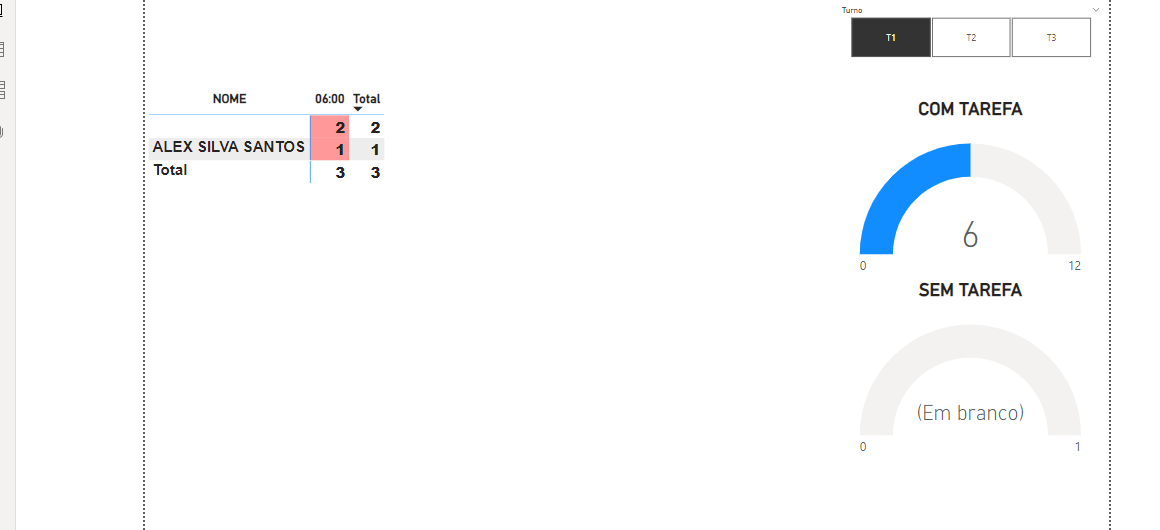 Turno
T1 T2 T3
NOME 06:00 Total
2 2
ALEX SILVA SANTOS 1 1
Total 3 3
COM TAREFA
6
0 12
SEM TAREFA
(Em branco)
0 1